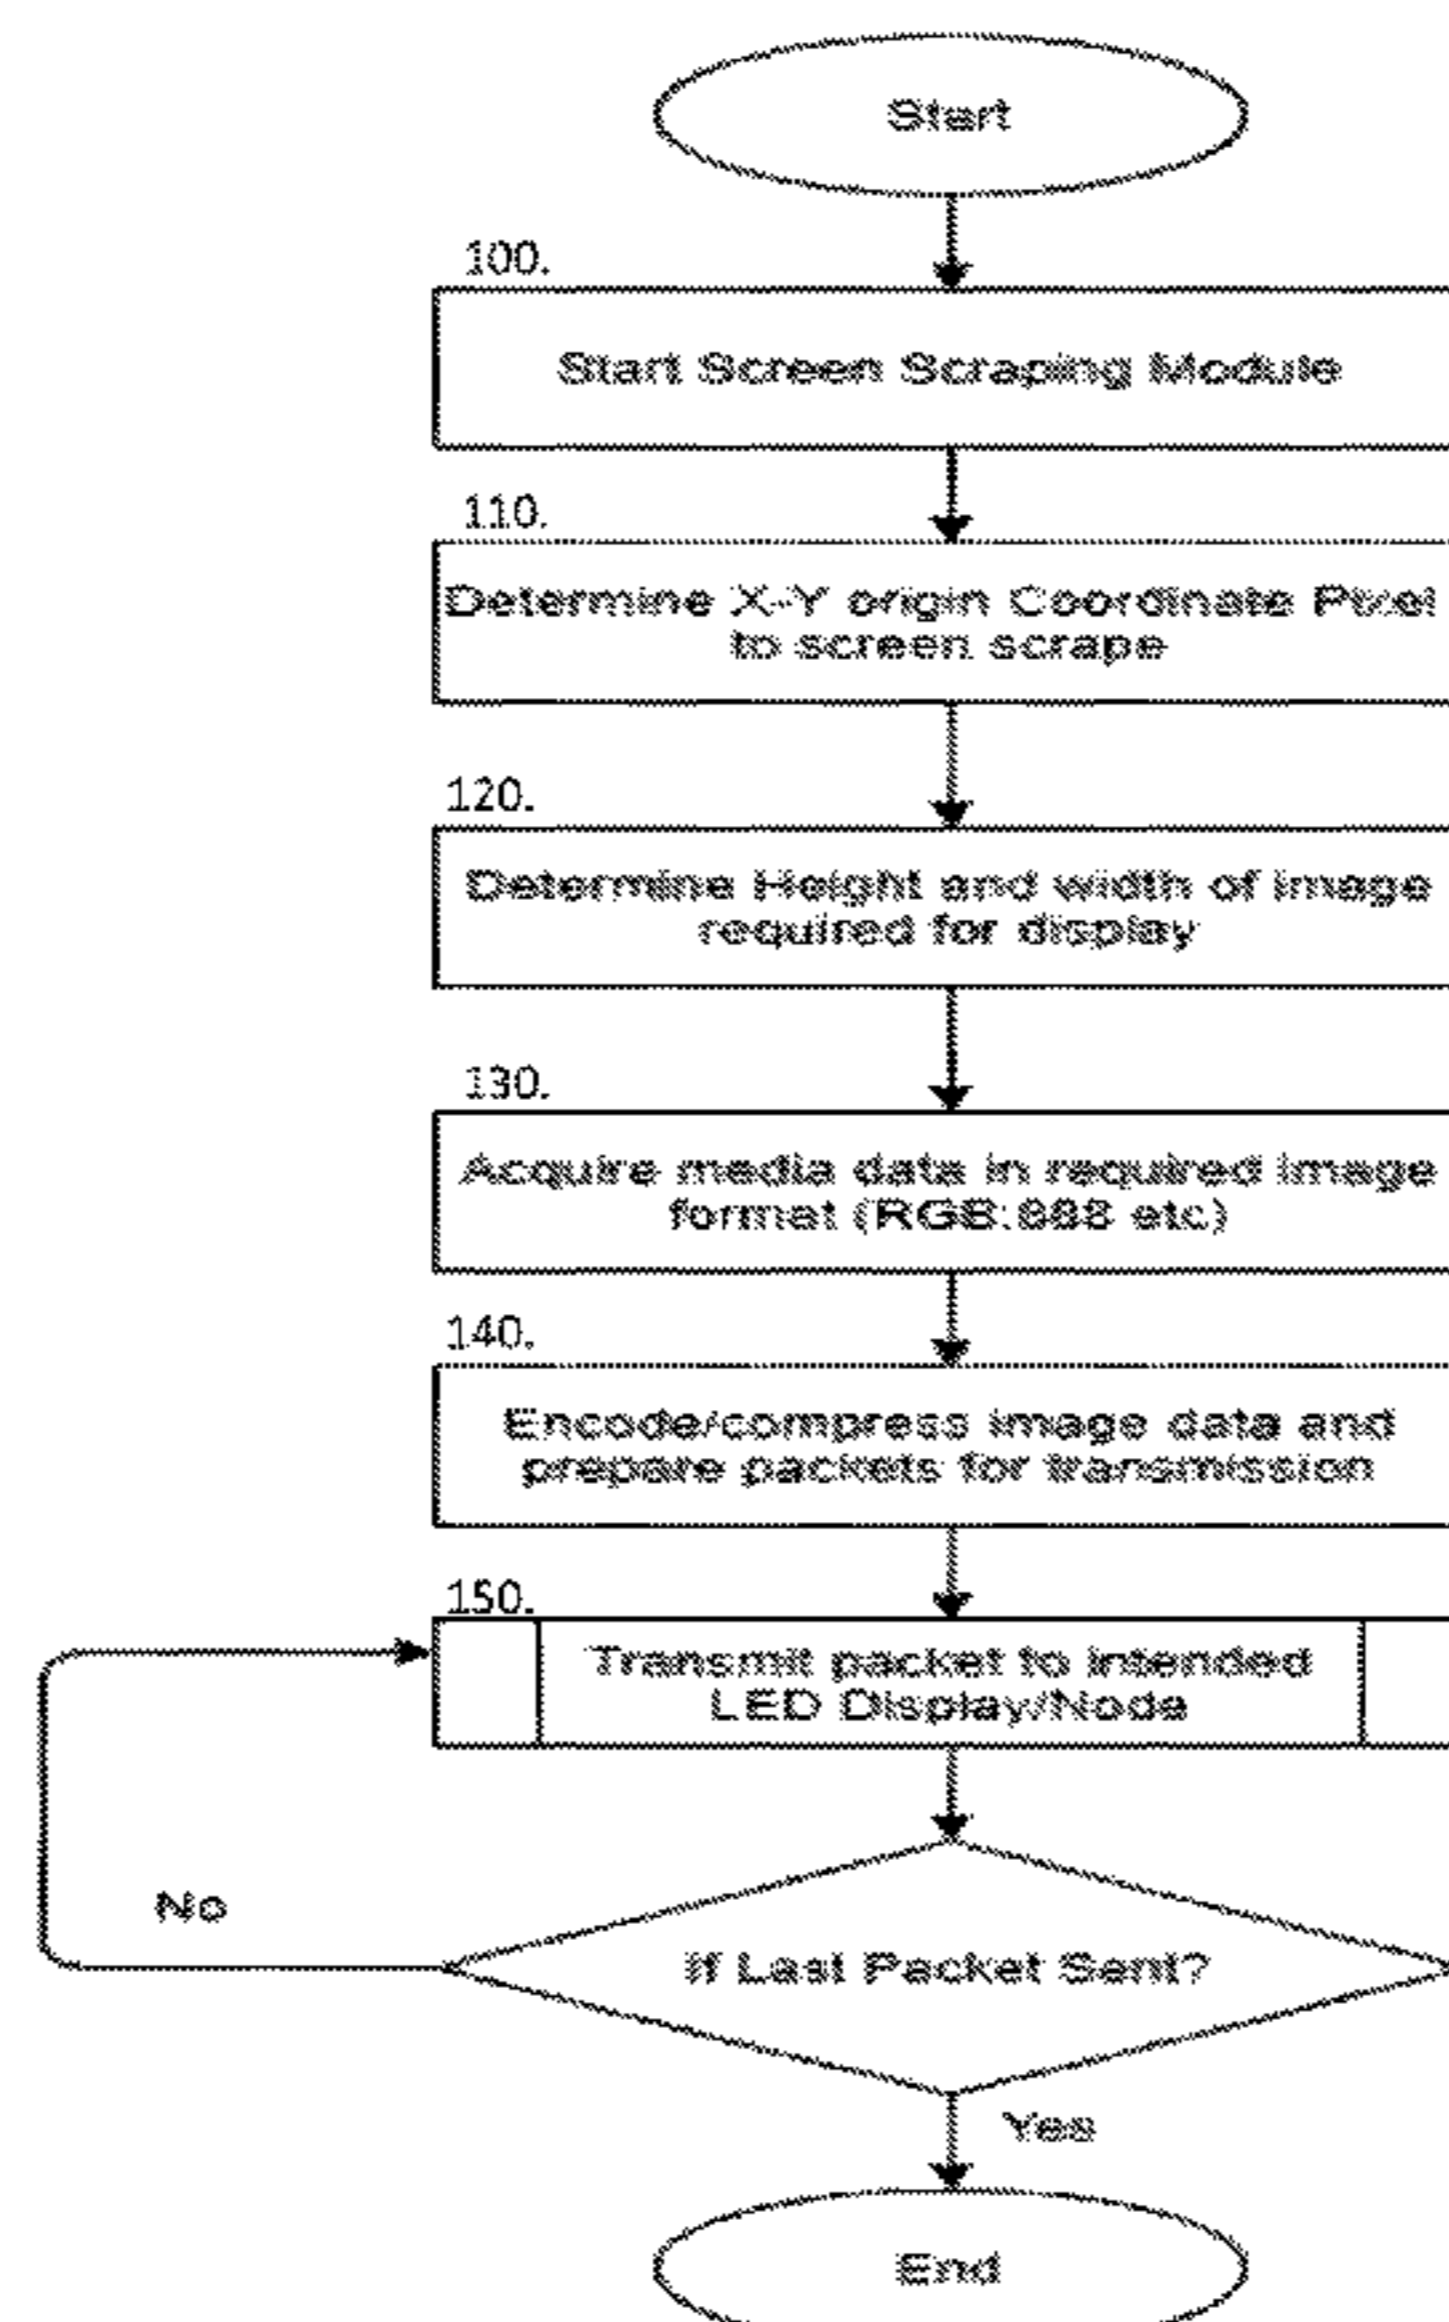 Start
100.
Start Screen Scraping Module
110.
Determine X-Y origin Coordinate Pixel
to screen scrape
120.
Determine Height and width of image
required for display
130.
Acquire media data in required image
format (RGB:888 etc)
140.
Encode/compress image data and
prepare packets for transmission
150.
Transmit packet to intended
LED Display/Node
No
If Last Packet Sent?
Yes
End